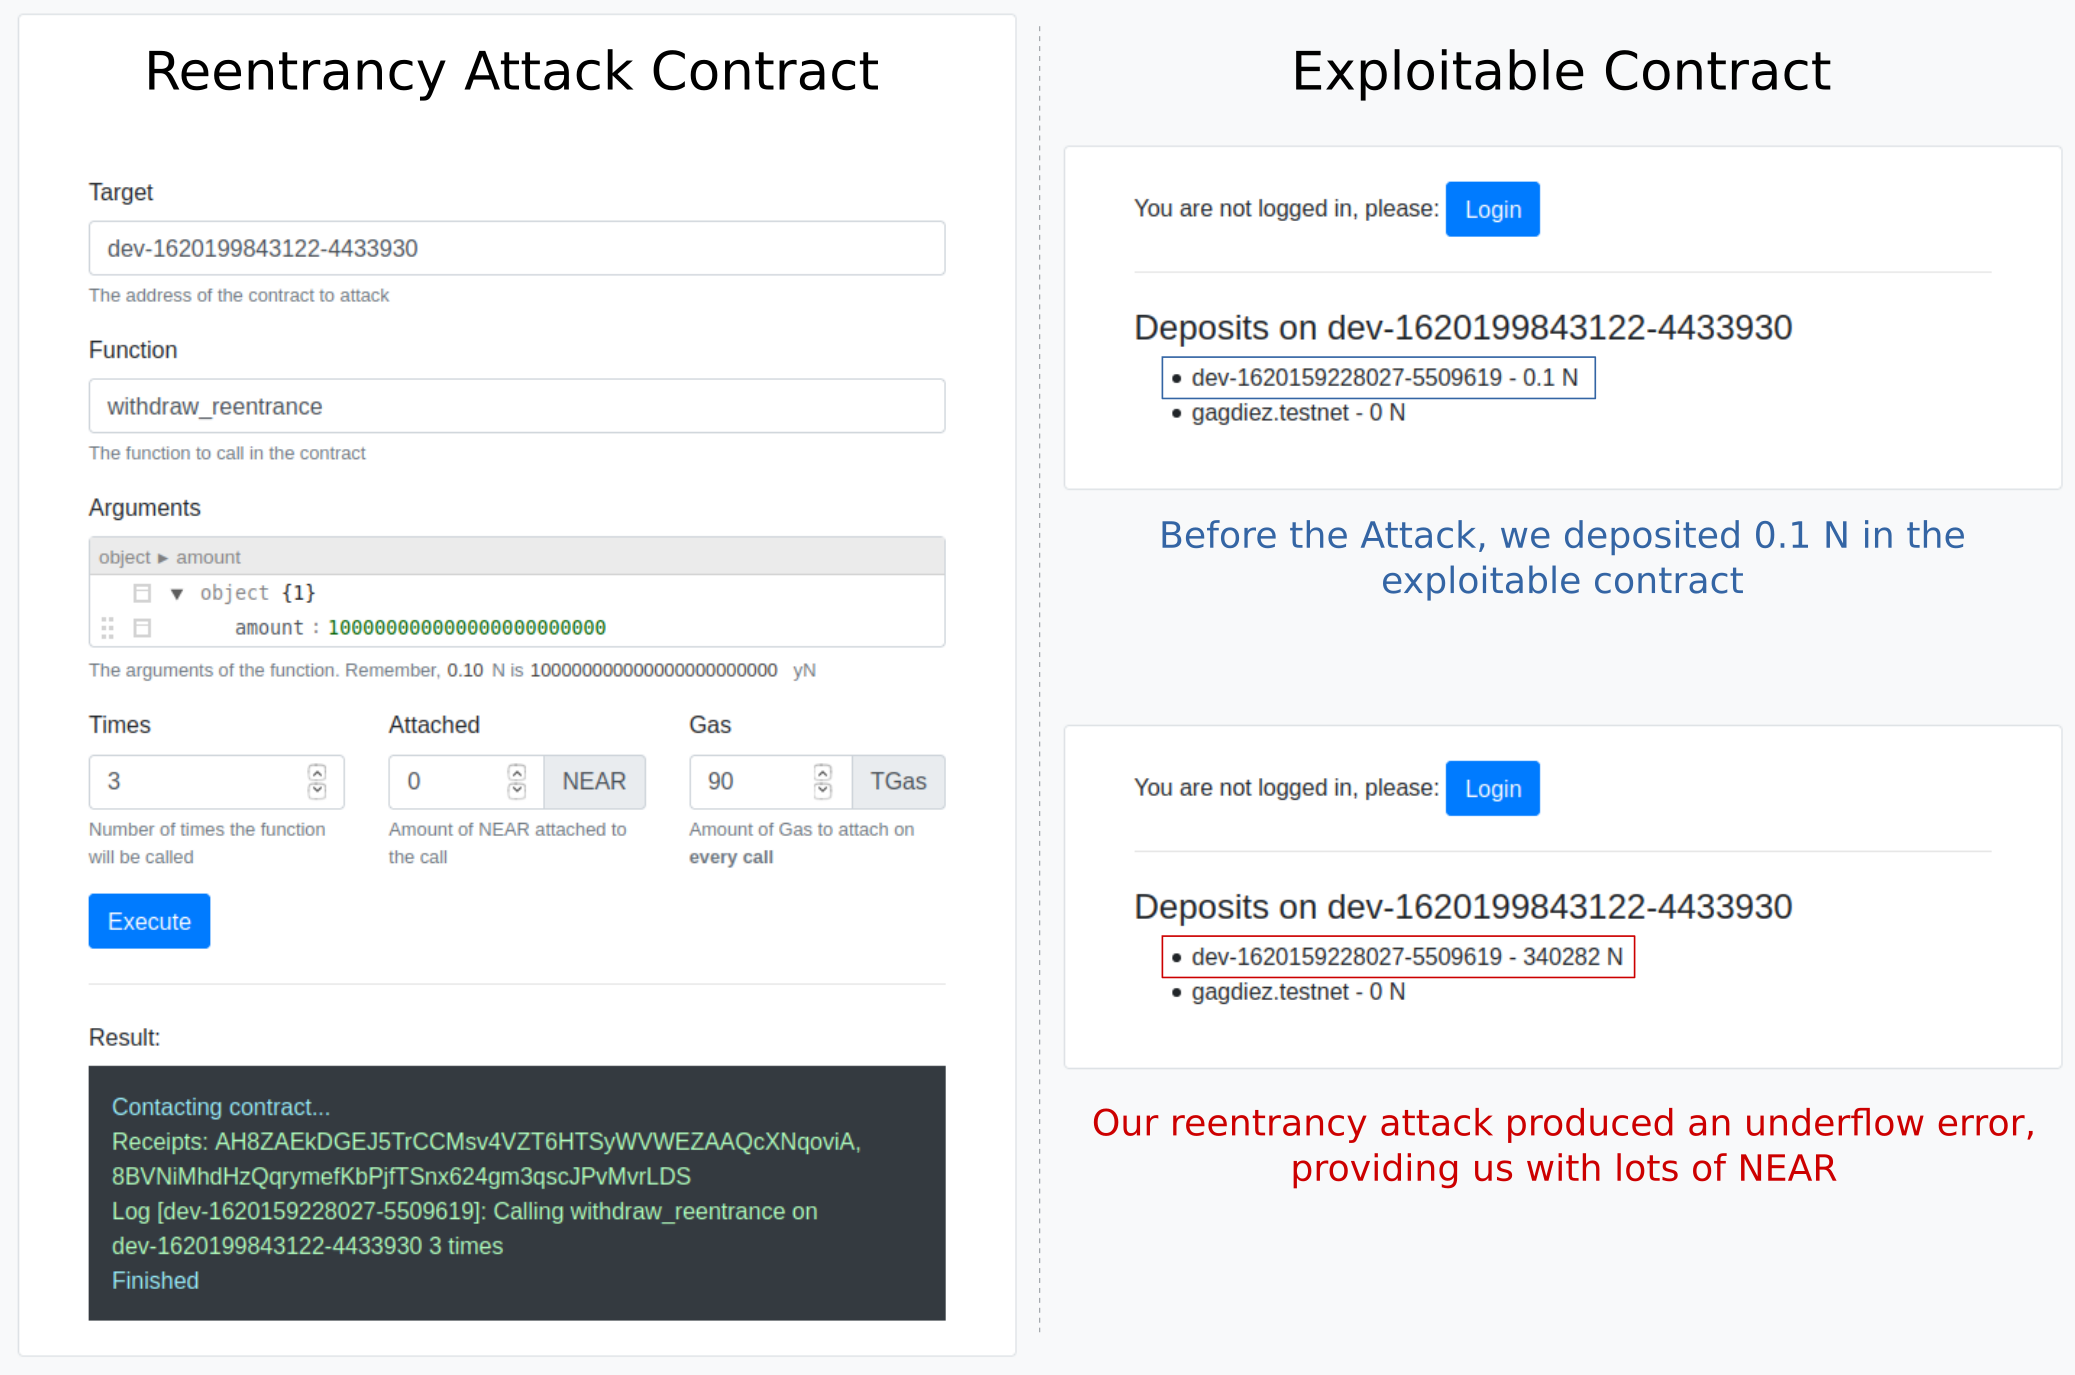 Reentrancy Attack Contract
Target
dev-1620199843122-4433930
The address of the contract to attack
Function
withdraw_reentrance
The function to call in the contract
Arguments
object ▸ amount
▼ object {1}
amount : 100000000000000000000000
The arguments of the function. Remember, 0.10 N is 100000000000000000000000 yN
Times Attached Gas
3 0 NEAR 90 TGas
Number of times the function will be called
Amount of NEAR attached to the call
Amount of Gas to attach on every call
Execute
Result:
Contacting contract...
Receipts: AH8ZAEkDGEJ5TrCCMsv4VZT6HTSyWVWEZAAQcXNqoviA,
8BVNiMhdHzQqrymefKbPjfTSnx624gm3qscJPvMvrLDS
Log [dev-1620159228027-5509619]: Calling withdraw_reentrance on
dev-1620199843122-4433930 3 times
Finished
Exploitable Contract
You are not logged in, please: Login
Deposits on dev-1620199843122-4433930
• dev-1620159228027-5509619 - 0.1 N
• gagdiez.testnet - 0 N
Before the Attack, we deposited 0.1 N in the
exploitable contract
You are not logged in, please: Login
Deposits on dev-1620199843122-4433930
• dev-1620159228027-5509619 - 340282 N
• gagdiez.testnet - 0 N
Our reentrancy attack produced an underflow error,
providing us with lots of NEAR